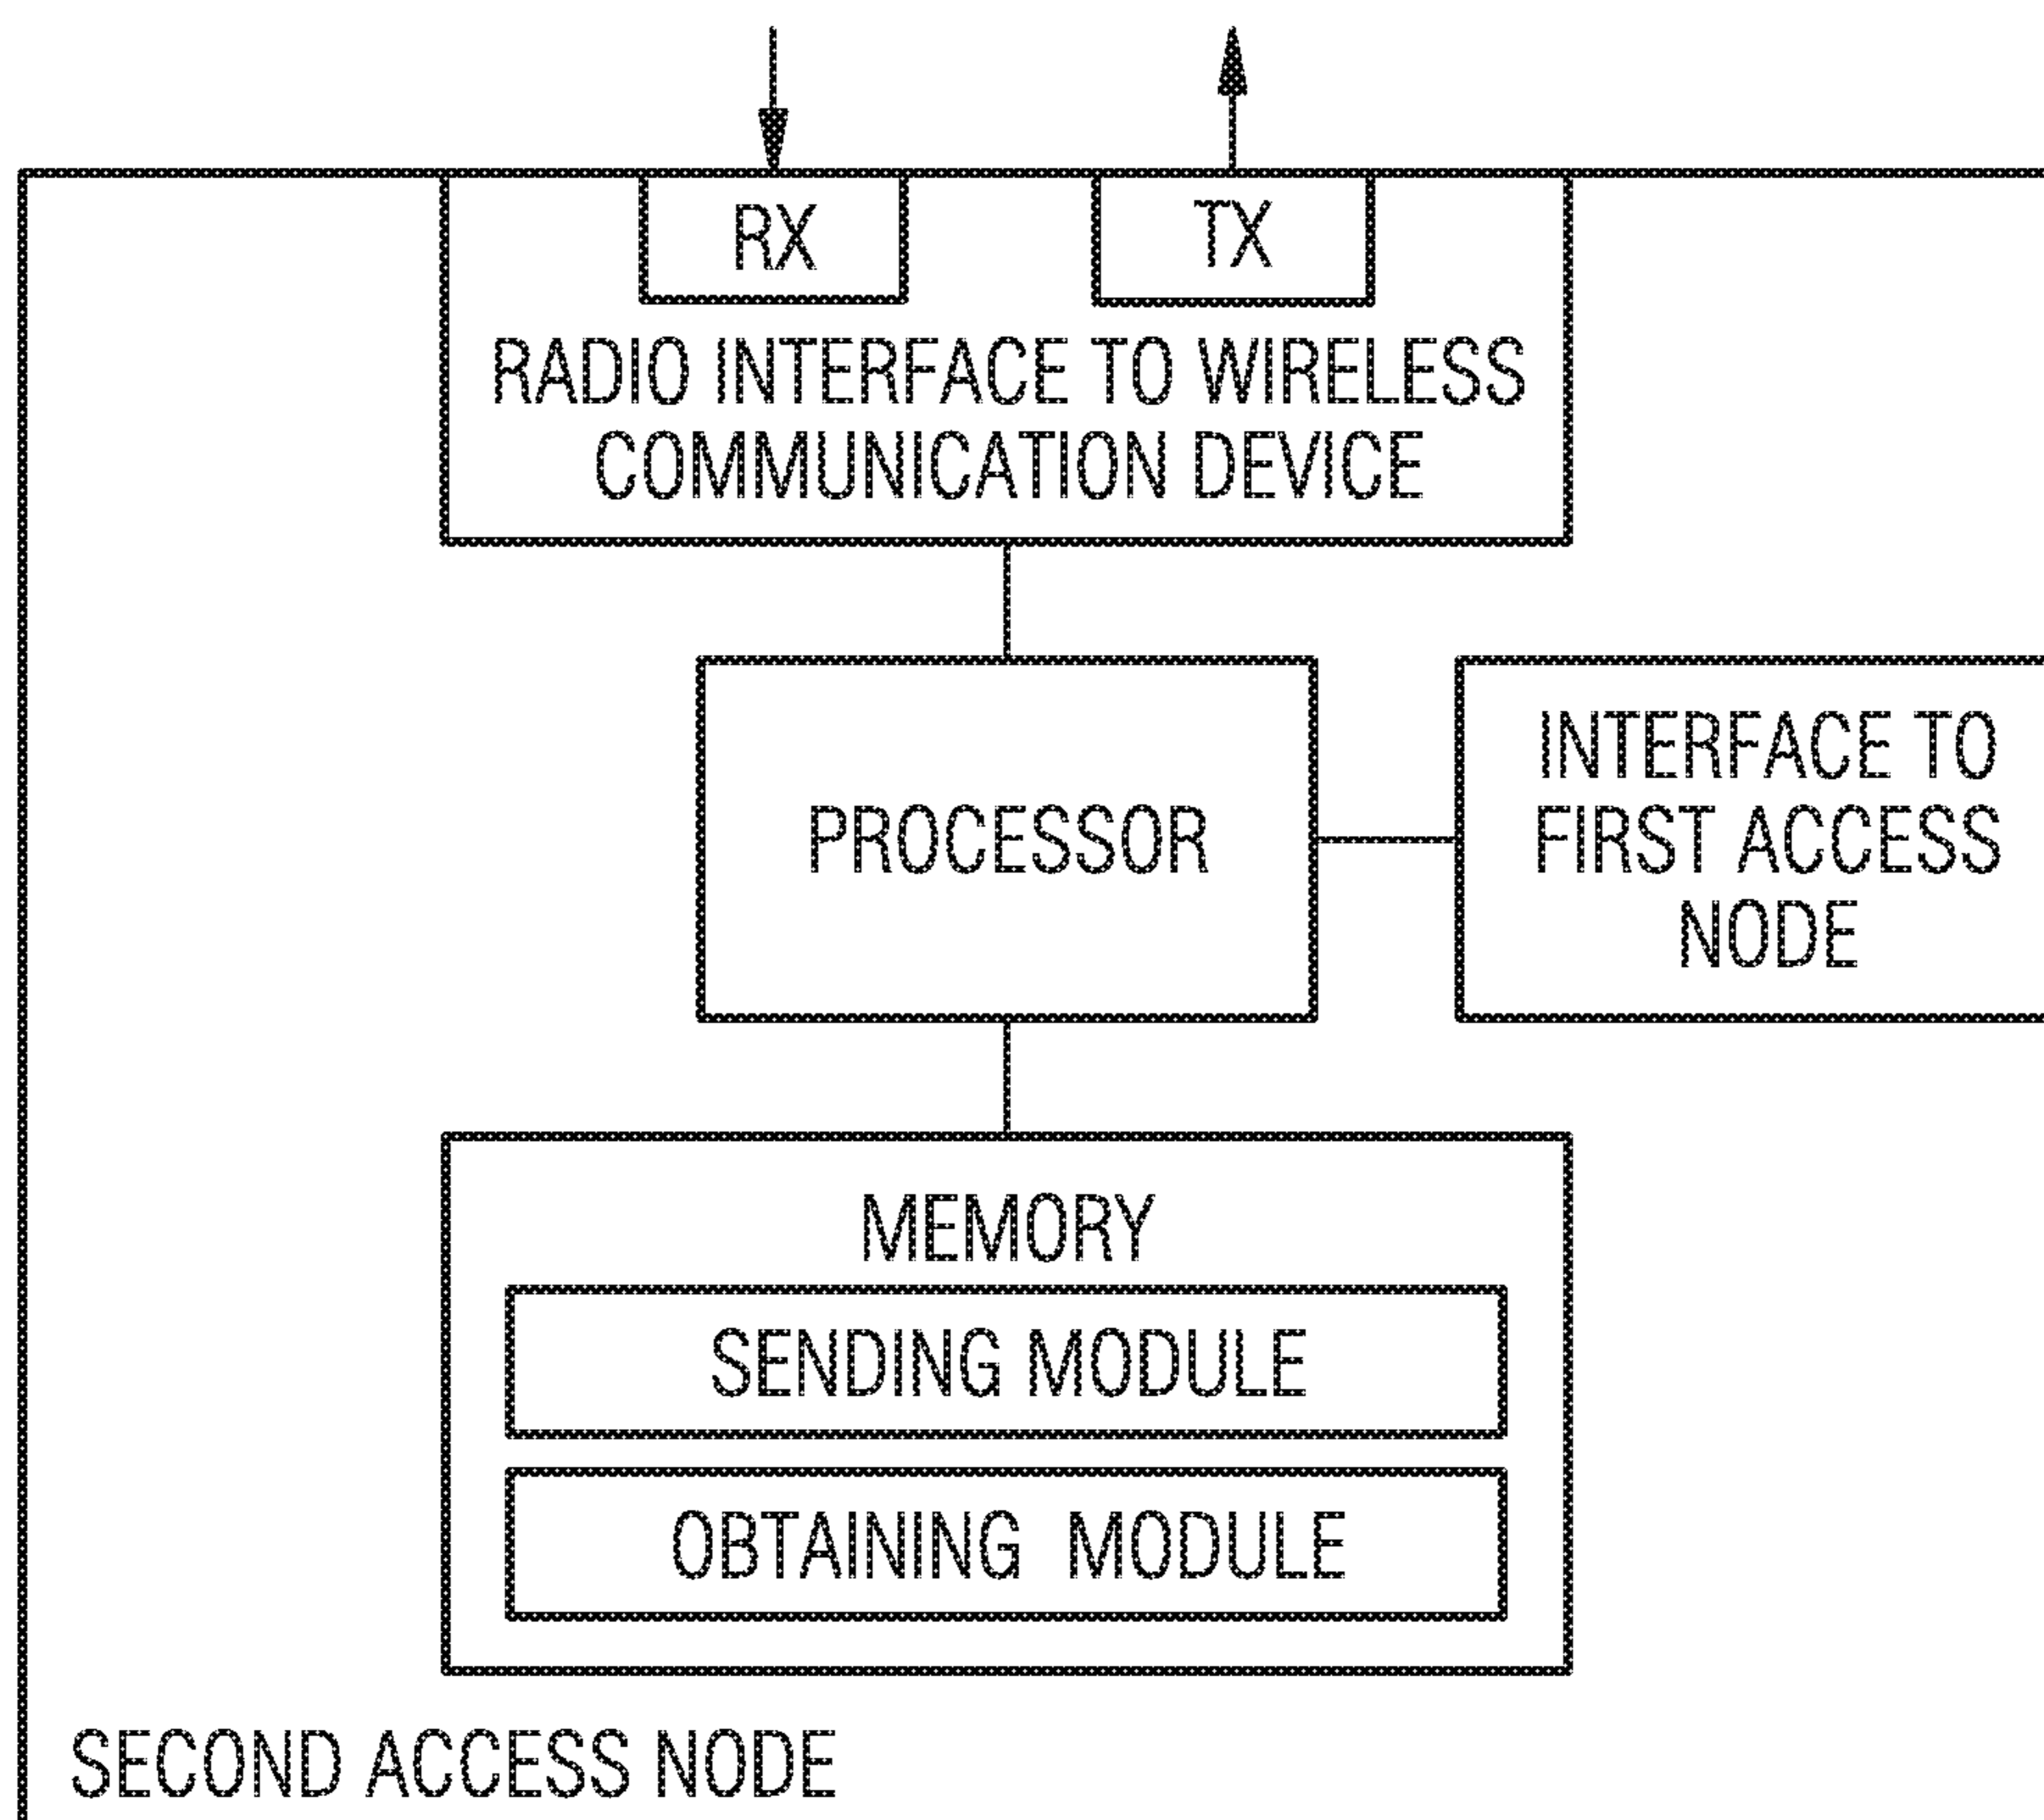 RX
TX
RADIO INTERFACE TO WIRELESS
COMMUNICATION DEVICE
PROCESSOR
INTERFACE TO
FIRST ACCESS
NODE
MEMORY
SENDING MODULE
OBTAINING MODULE
SECOND ACCESS NODE